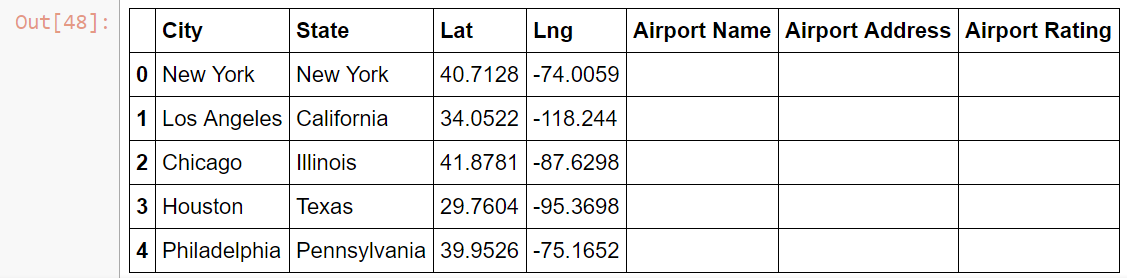 Out[48]:
City State Lat Lng Airport Name Airport Address Airport Rating
0 New York New York 40.7128 -74.0059
1 Los Angeles California 34.0522 -118.244
2 Chicago Illinois 41.8781 -87.6298
3 Houston Texas 29.7604 -95.3698
4 Philadelphia Pennsylvania 39.9526 -75.1652